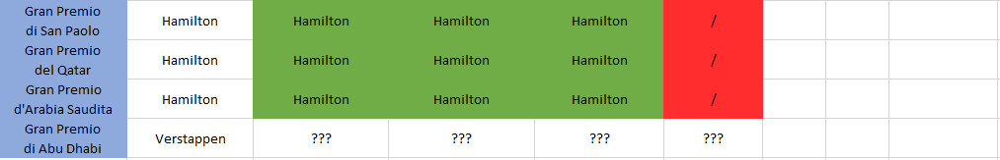 Gran Premio
di San Paolo
Hamilton
Hamilton
Hamilton
Hamilton
/
Gran Premio
del Qatar
Hamilton
Hamilton
Hamilton
Hamilton
/
Gran Premio
d'Arabia Saudita
Hamilton
Hamilton
Hamilton
Hamilton
/
Gran Premio
di Abu Dhabi
Verstappen
???
???
???
???